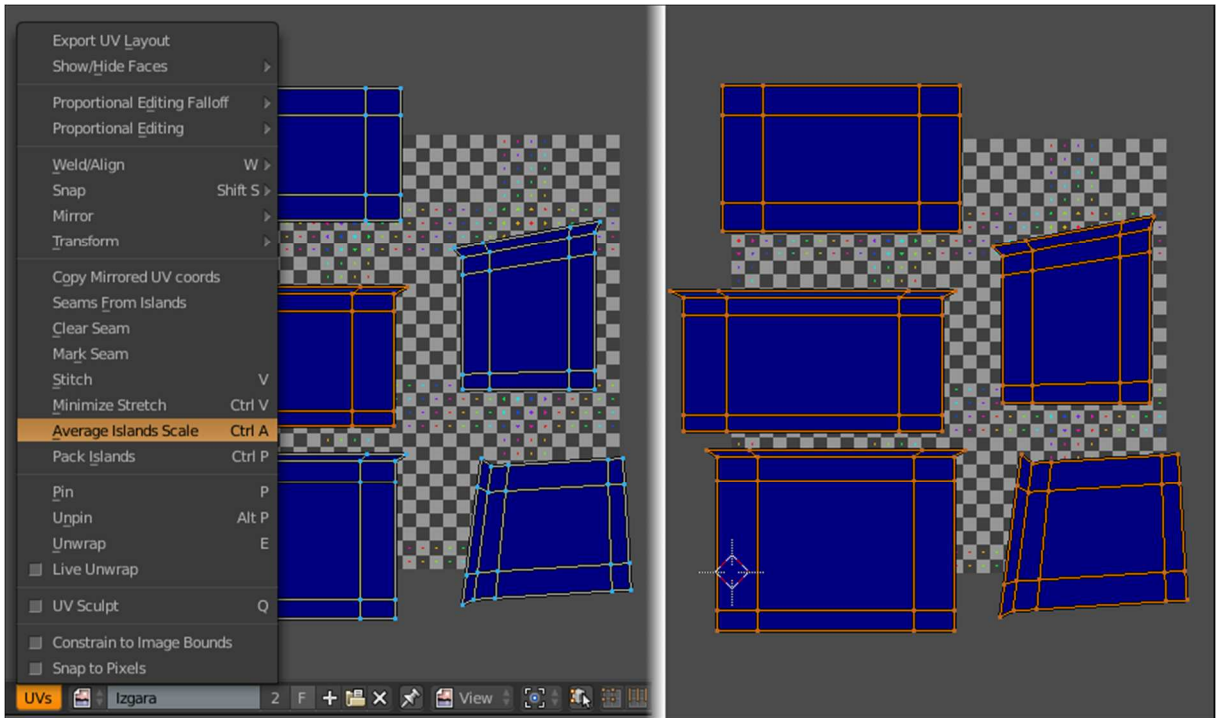 Export UV Layout
Show/Hide Faces
Proportional Editing Falloff
Proportional Editing
Weld/Align W
Snap Shift S
Mirror
Transform
Copy Mirrored UV coords
Seams From Islands
Clear Seam
Mark Seam
Stitch V
Minimize Stretch Ctrl V
Average Islands Scale Ctrl A
Pack Islands Ctrl P
Pin P
Unpin Alt P
Unwrap E
Live Unwrap
UV Sculpt Q
Constrain to Image Bounds
Snap to Pixels
UVs Izgara 2 F View